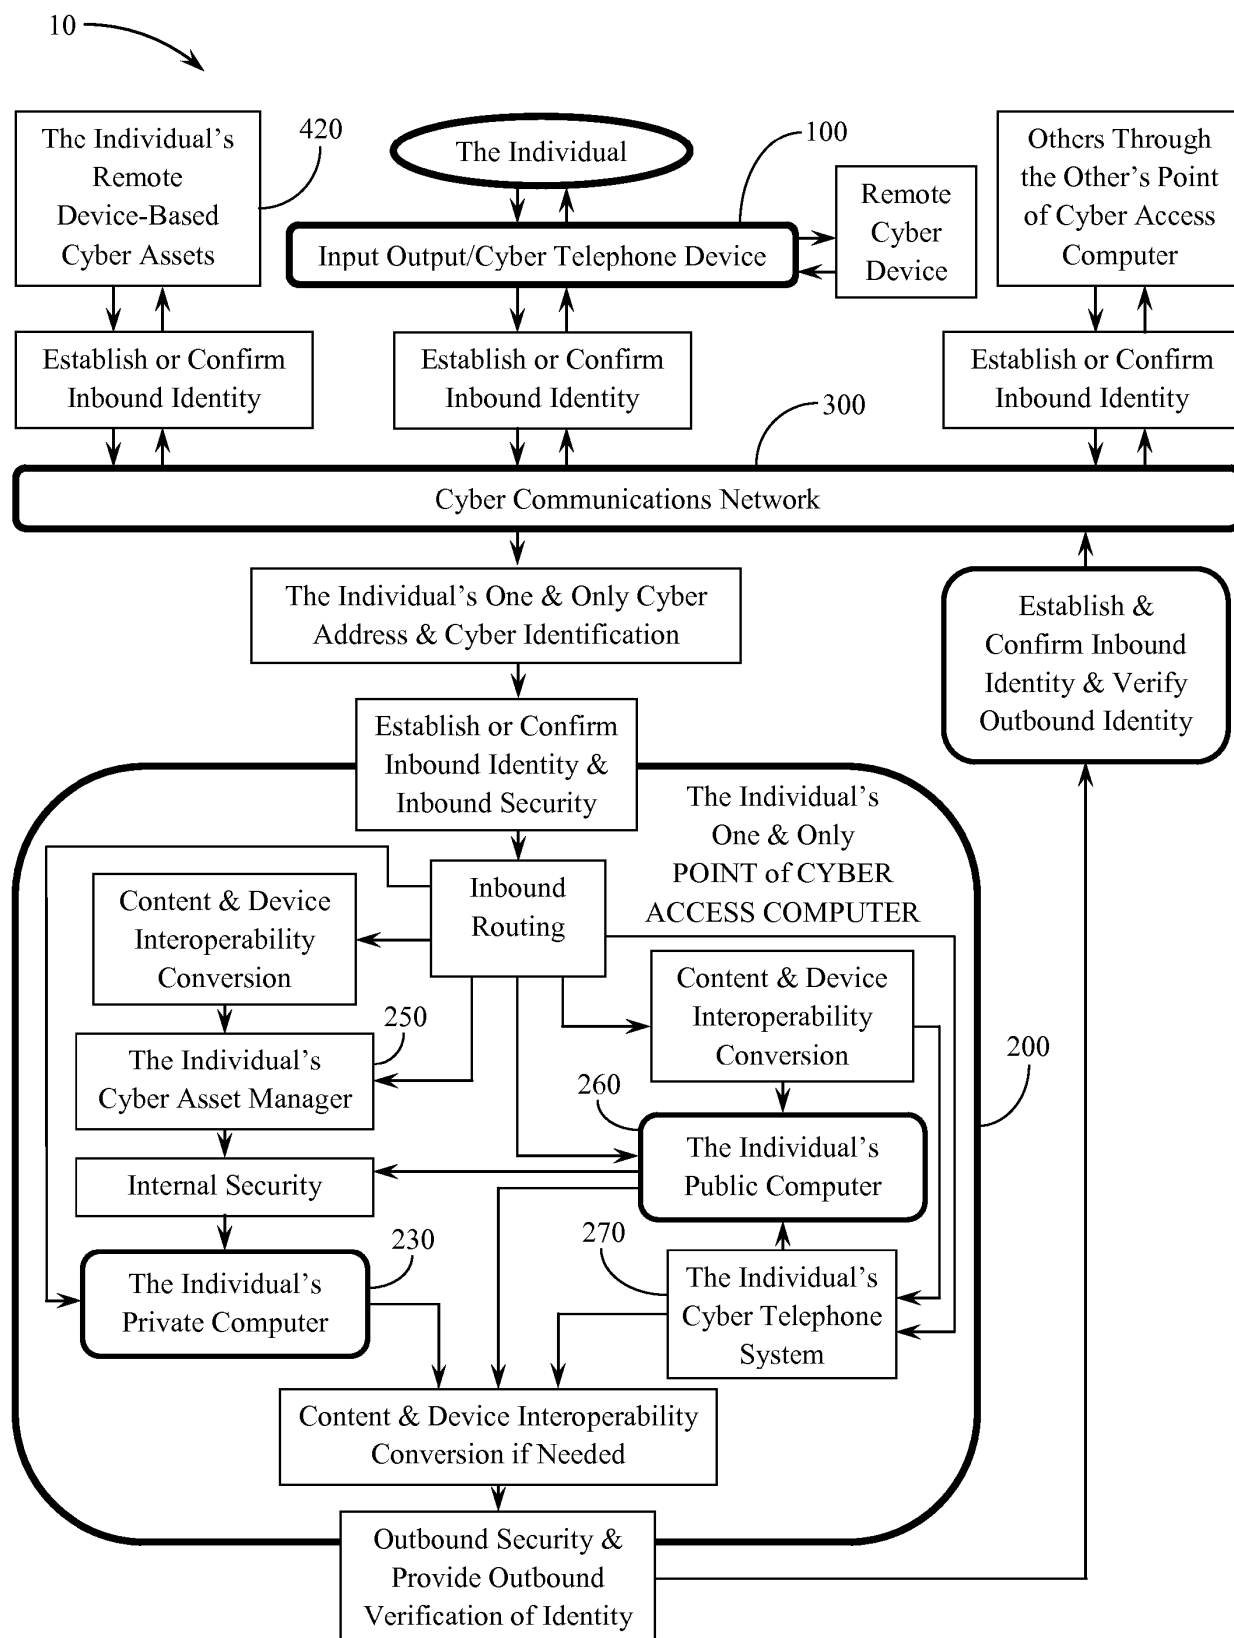 10
The Individual's
Remote
Device-Based
Cyber Assets
420
The Individual
100
Input Output/Cyber Telephone Device
Remote
Cyber
Device
Others Through
the Other's Point
of Cyber Access
Computer
Establish or Confirm
Inbound Identity
Establish or Confirm
Inbound Identity
Establish or Confirm
Inbound Identity
300
Cyber Communications Network
The Individual's One & Only Cyber
Address & Cyber Identification
Establish &
Confirm Inbound
Identity & Verify
Outbound Identity
Establish or Confirm
Inbound Identity &
Inbound Security
The Individual's
One & Only
POINT of CYBER
ACCESS COMPUTER
Inbound
Routing
Content & Device
Interoperability
Conversion
Content & Device
Interoperability
Conversion
250
The Individual's
Cyber Asset Manager
200
260
The Individual's
Public Computer
Internal Security
230
The Individual's
Private Computer
270
The Individual's
Cyber Telephone
System
Content & Device Interoperability
Conversion if Needed
Outbound Security &
Provide Outbound
Verification of Identity